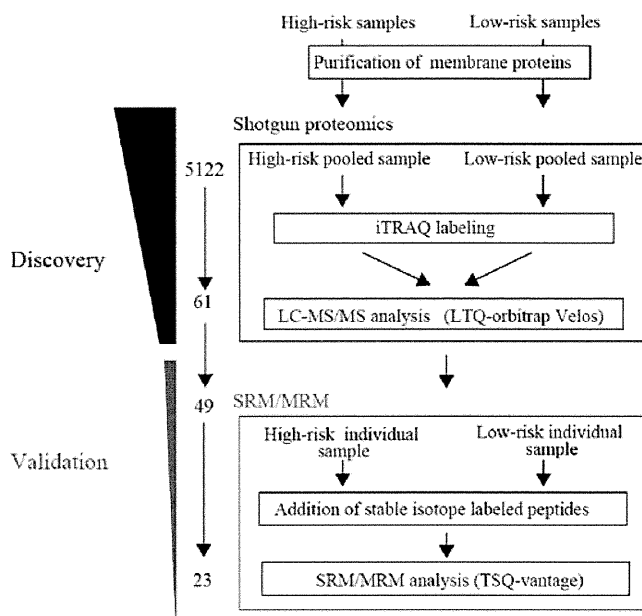 High-risk samples Low-risk samples
Purification of membrane proteins
Shotgun proteomics
High-risk pooled sample Low-risk pooled sample
5122
iTRAQ labeling
Discovery
61
LC-MS/MS analysis (LTQ-orbitrap Velos)
49
SRM/MRM
High-risk individual sample
Low-risk individual sample
Validation
Addition of stable isotope labeled peptides
23
SRM/MRM analysis (TSQ-vantage)